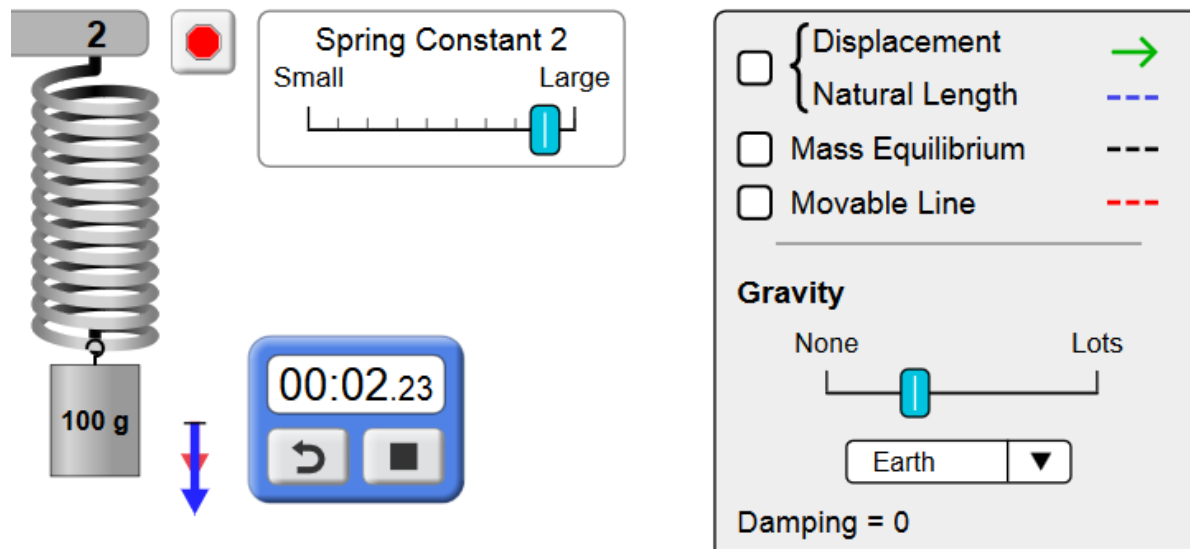 2
Spring Constant 2
Small Large
100 g
00:02.23
Displacement
Natural Length
Mass Equilibrium
Movable Line
Gravity
None Lots
Earth
Damping = 0